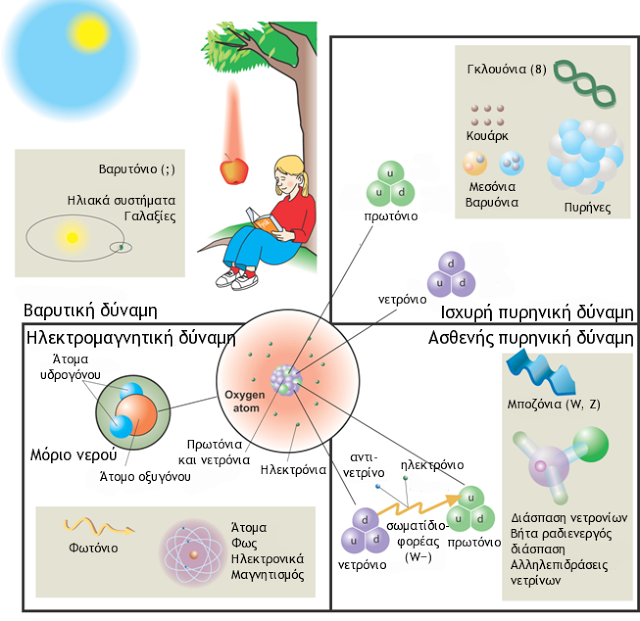 Βαρυτόνιο (;)
Ηλιακά συστήματα
Γαλαξίες
Βαρυτική δύναμη
Γκλουόνια (8)
Κουάρκ
Μεσόνια
Βαρυόνια
Πυρήνες
u
u d
πρωτόνιο
d
u d
νετρόνιο
Ισχυρή πυρηνική δύναμη
Ηλεκτρομαγνητική δύναμη
Άτομα
υδρογόνου
Μόριο νερού
Άτομο οξυγόνου
Oxygen
atom
Πρωτόνια
και νετρόνια
Ηλεκτρόνια
Φωτόνιο
Άτομα
Φως
Ηλεκτρονικά
Μαγνητισμός
Ασθενής πυρηνική δύναμη
Μποζόνια (W, Z)
αντι-
νετρίνο
ηλεκτρόνιο
d
u d
νετρόνιο
σωματίδιο-
φορέας
(W−)
u
u d
πρωτόνιο
Διάσπαση νετρονίων
Βήτα ραδιενεργός
διάσπαση
Αλληλεπιδράσεις
νετρίνων